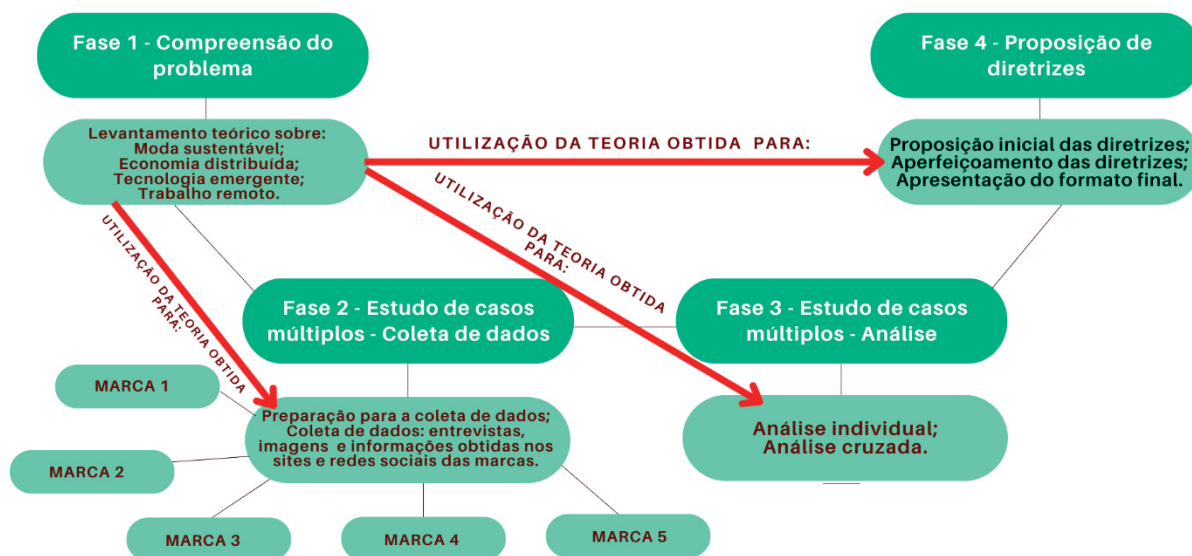 Fase 1 - Compreensão do
problema
Levantamento teórico sobre:
Moda sustentável;
Economia distribuída;
Tecnologia emergente;
Trabalho remoto.
UTILIZAÇÃO DA TEORIA OBTIDA PARA:
Fase 4 - Proposição de
diretrizes
Proposição inicial das diretrizes;
Aperfeiçoamento das diretrizes;
Apresentação do formato final.
UTILIZAÇÃO DA TEORIA OBTIDA
PARA:
UTILIZAÇÃO DA TEORIA OBTIDA
PARA:
Fase 2 - Estudo de casos
múltiplos - Coleta de dados
Preparação para a coleta de dados;
Coleta de dados: entrevistas,
imagens e informações obtidas nos
sites e redes sociais das marcas.
MARCA 1
MARCA 2
MARCA 3
MARCA 4
MARCA 5
Fase 3 - Estudo de casos
múltiplos - Análise
Análise individual;
Análise cruzada.